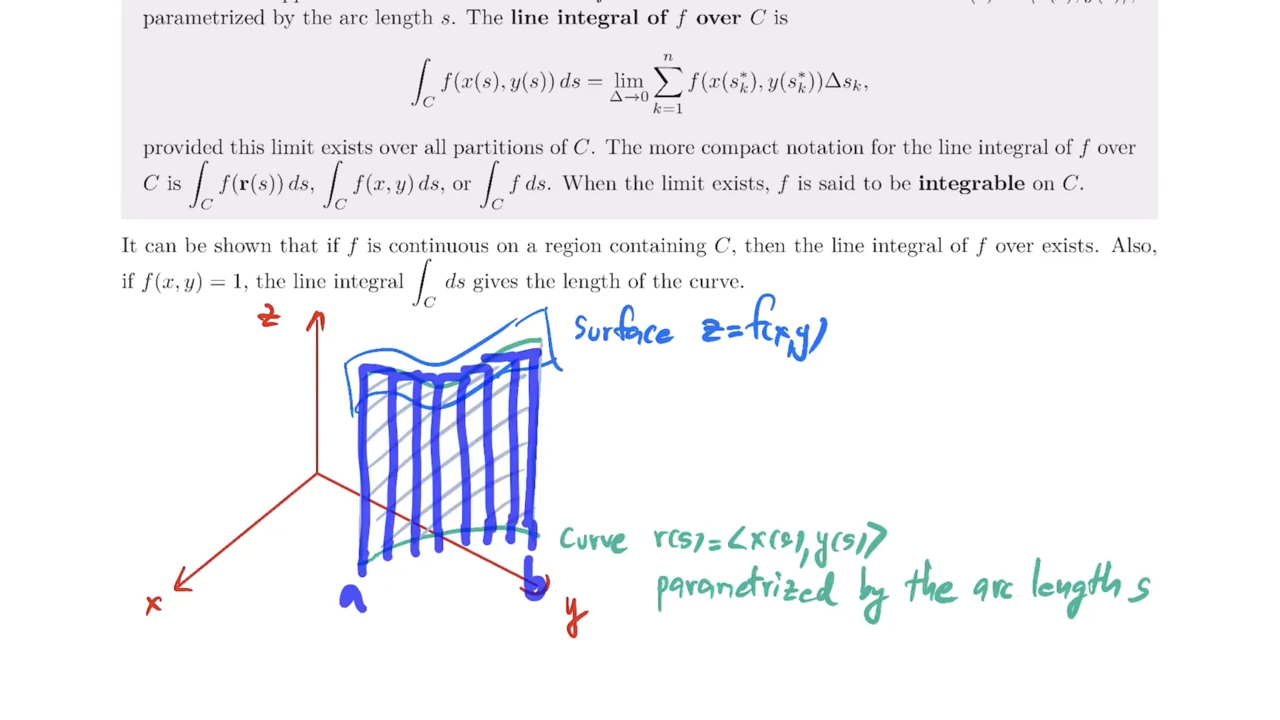 parametrized by the arc length s. The line integral of f over C is
∫_C f(x(s), y(s)) ds = lim_{Δ→0} ∑_{k=1}^{n} f(x(s_k^*), y(s_k^*))Δs_k,
provided this limit exists over all partitions of C. The more compact notation for the line integral of f over
C is ∫_C f(r(s)) ds, ∫_C f(x, y) ds, or ∫_C f ds. When the limit exists, f is said to be integrable on C.
It can be shown that if f is continuous on a region containing C, then the line integral of f over exists. Also,
if f(x, y) = 1, the line integral ∫_C ds gives the length of the curve.
z
Surface z=f(x,y)
Curve r(s)=<x(s),y(s)>
parametrized by the arc length s
x
a
b
y